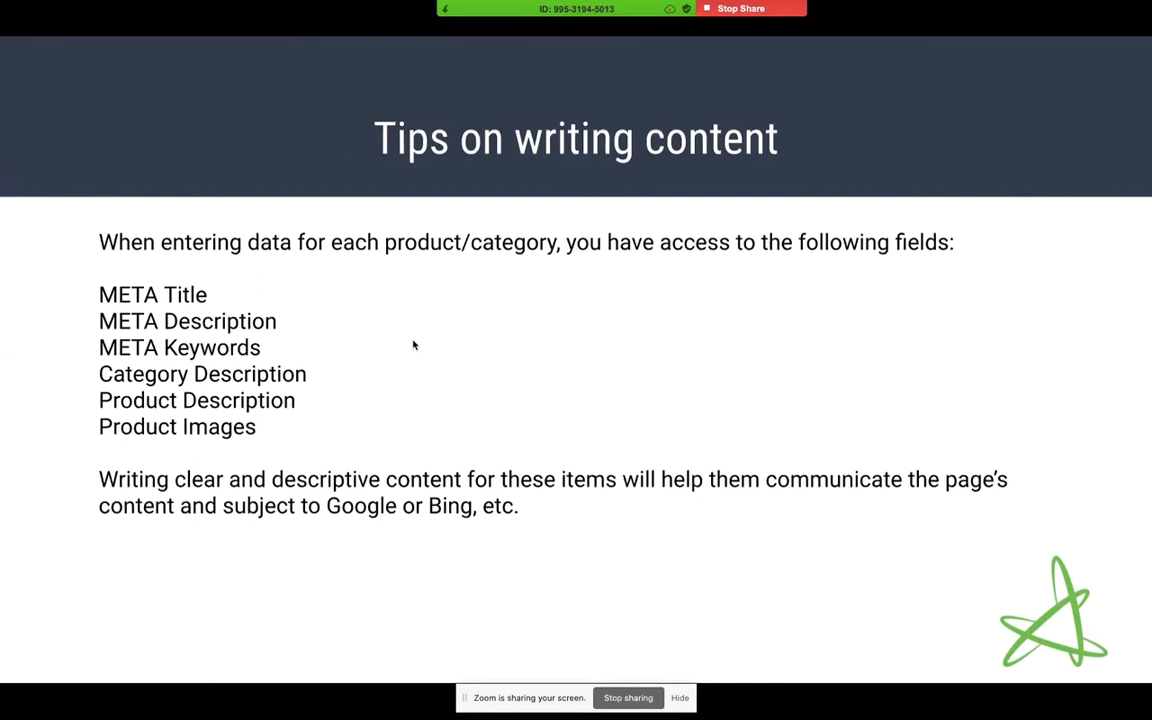 ID: 995-3194-5013
Stop Share
Tips on writing content
When entering data for each product/category, you have access to the following fields:
META Title
META Description
META Keywords
Category Description
Product Description
Product Images
Writing clear and descriptive content for these items will help them communicate the page’s
content and subject to Google or Bing, etc.
Zoom is sharing your screen.
Stop sharing
Hide